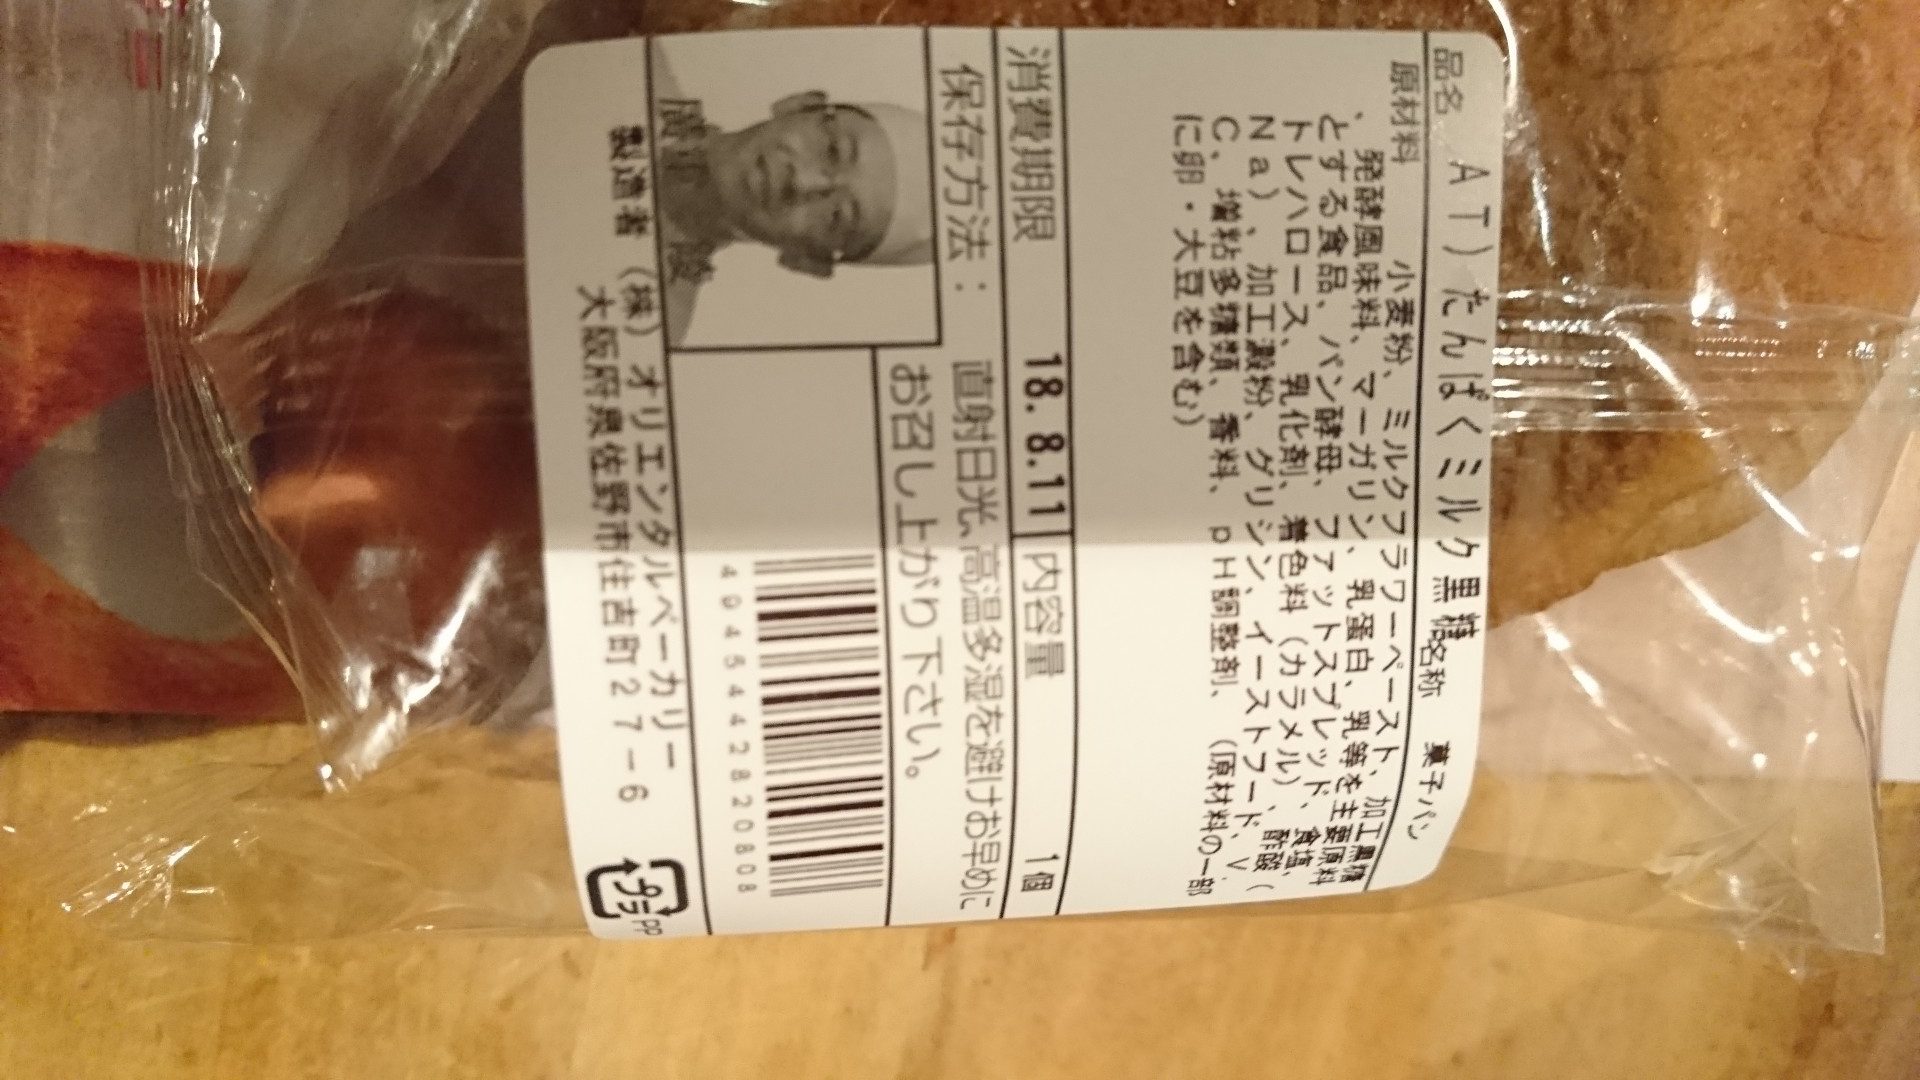 品名 AT)たんぱくミルク黒糖 名称 菓子パン
原材料 小麦粉、ミルクフラワーペースト、加工黒糖
、発酵風味料、マーガリン、乳蛋白、乳等を主要原料
とする食品、パン酵母、ファットスプレッド、食塩、
トレハロース、乳化剤、着色料(カラメル)、酢酸(
Na)、加工澱粉、グリシン、イーストフード、V.
C、増粘多糖類、香料、pH調整剤、(原材料の一部
に卵・大豆を含む)
消費期限 18. 8.11 内容量 1個
保存方法: 直射日光、高温多湿を避けお早めに
お召し上がり下さい。
4945442820808
製造者 (株)オリエンタルベーカリー
大阪府泉佐野市住吉町27-6
プラ
PP